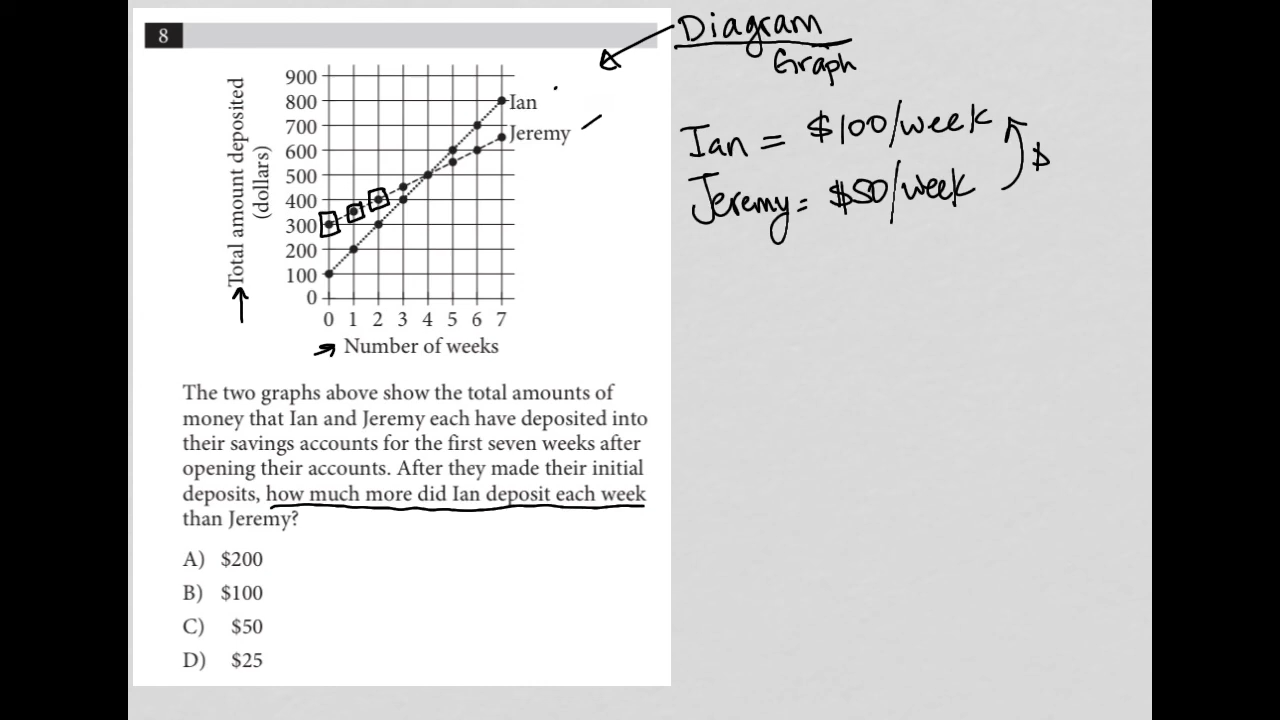 8
Diagram
Graph
Total amount deposited
(dollars)
900
800
700
600
500
400
300
200
100
0
Ian
Jeremy
0 1 2 3 4 5 6 7
Number of weeks
Ian = $100/week
Jeremy = $50/week
$
The two graphs above show the total amounts of
money that Ian and Jeremy each have deposited into
their savings accounts for the first seven weeks after
opening their accounts. After they made their initial
deposits, how much more did Ian deposit each week
than Jeremy?
A) $200
B) $100
C) $50
D) $25